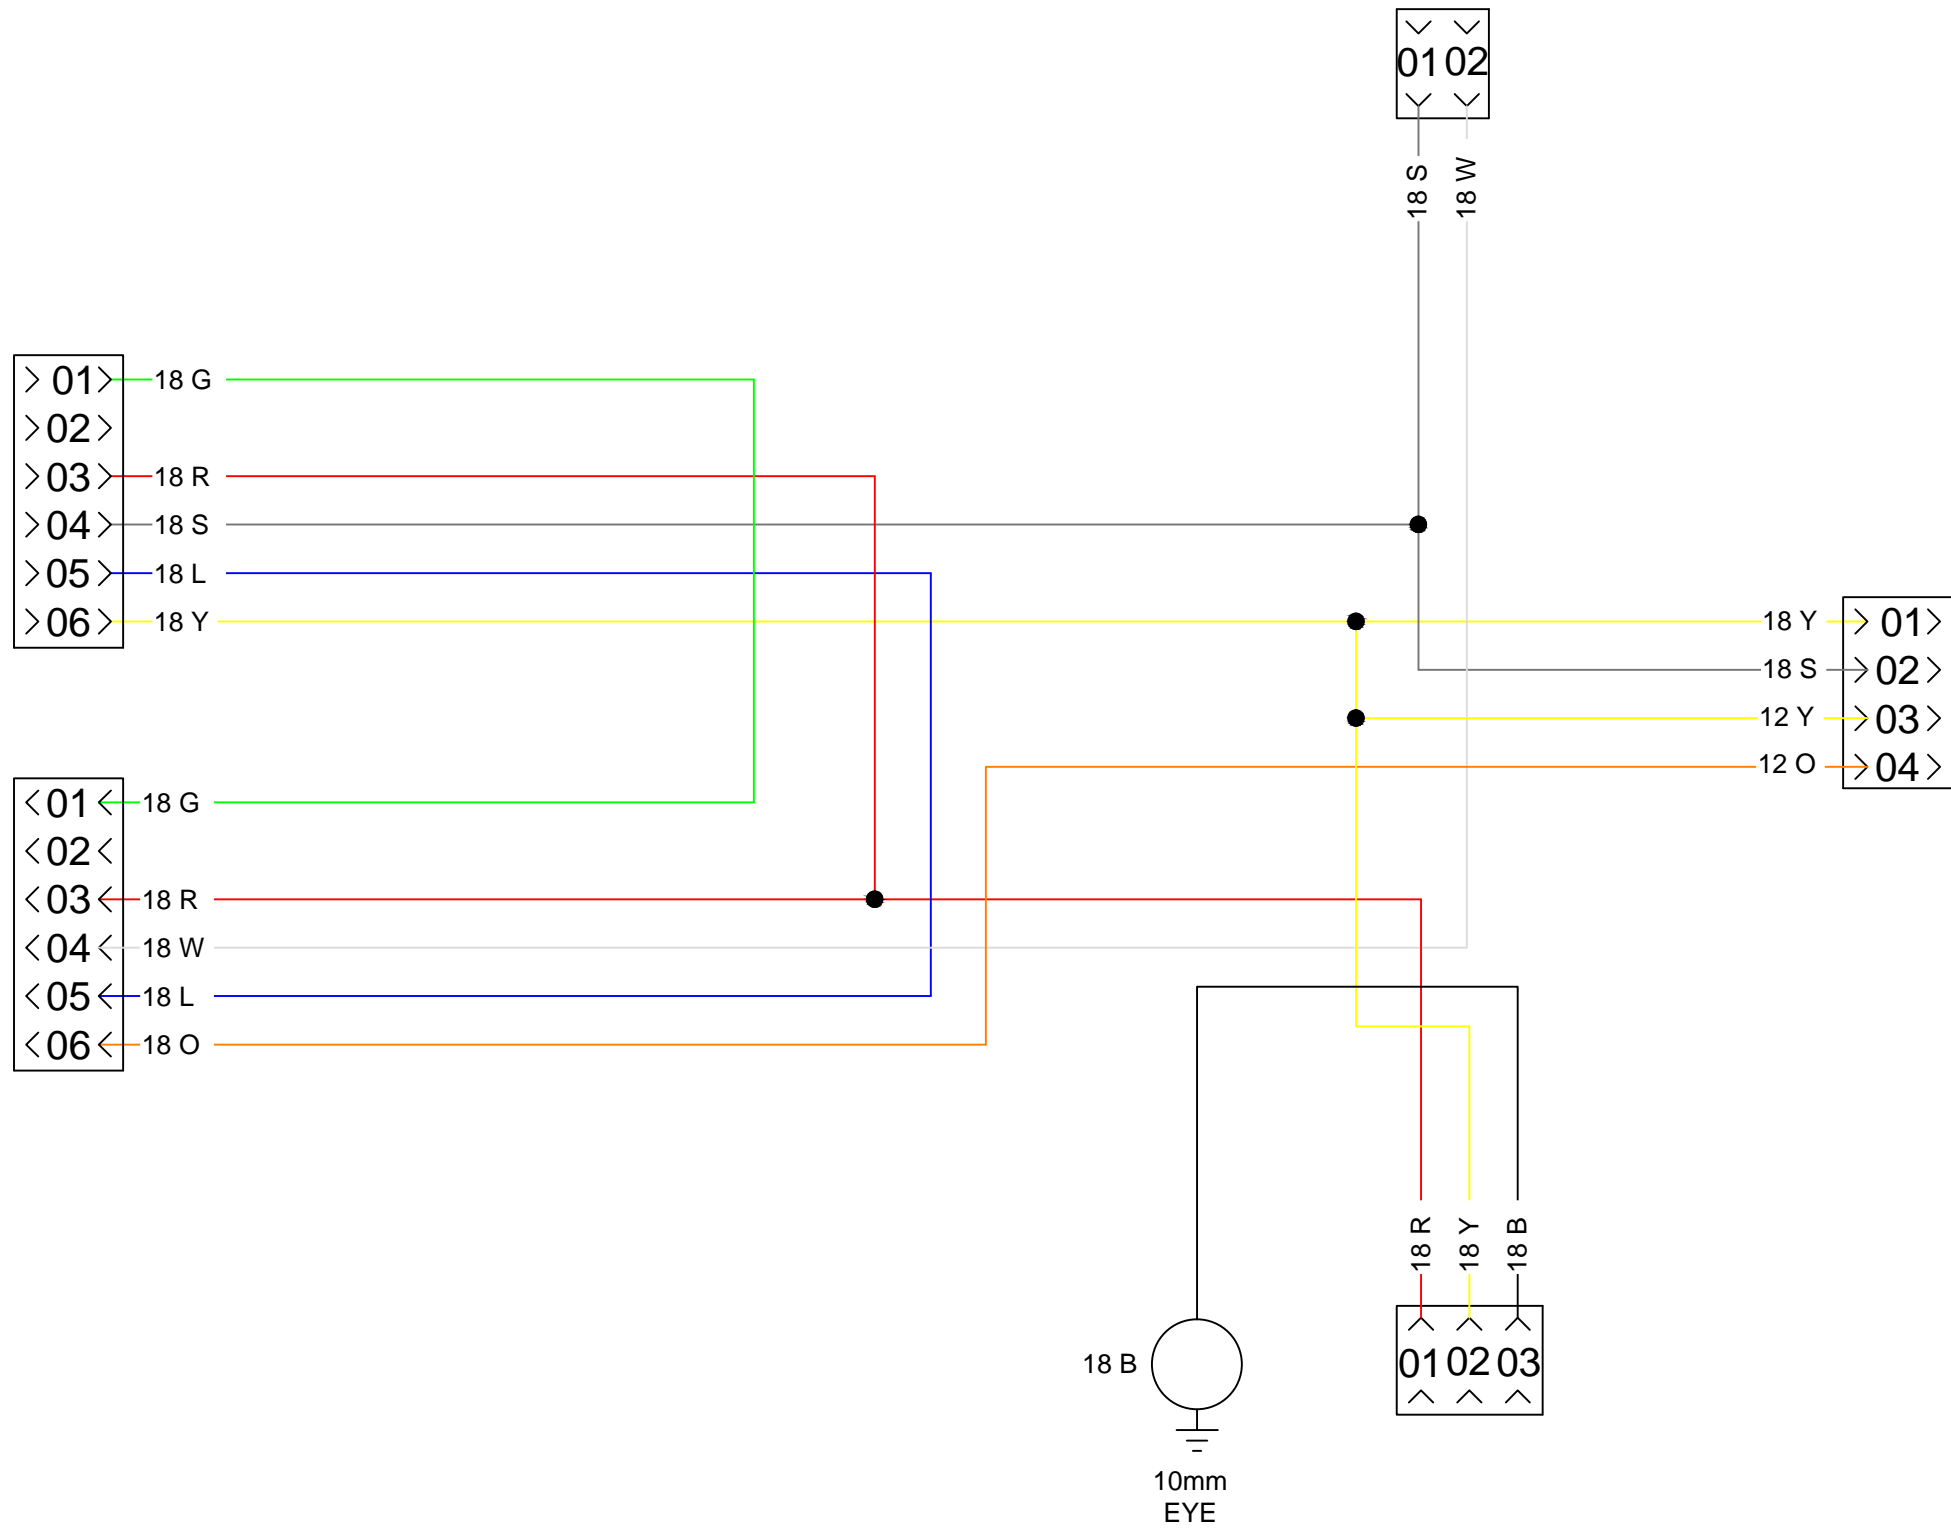 01 02
18 S
18 W
01 18 G
02
03 18 R
04 18 S
05 18 L
06 18 Y
18 Y 01
18 S 02
12 Y 03
12 O 04
01 18 G
02
03 18 R
04 18 W
05 18 L
06 18 O
18 R
18 Y
18 B
18 B
01 02 03
10mm
EYE